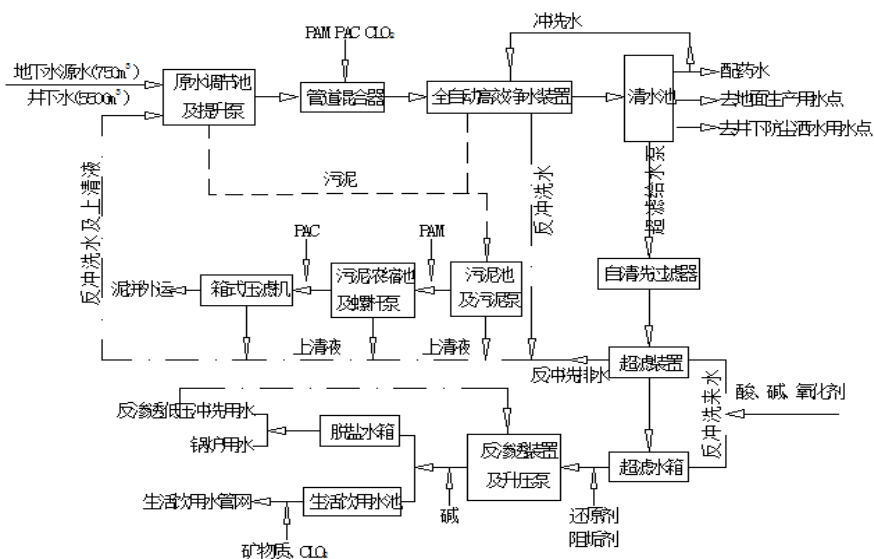 冲洗水
PAM PAC ClO₂
地下水源水(750m³)
井下水(5500m³)
原水调节池
及提升泵
管道混合器
全自动高效净水装置
清水池
配药水
去地面生产用水点
去井下防尘洒水用水点
污泥
反冲洗水
超滤给水泵
反冲洗水及上清液
PAC
PAM
自清洗过滤器
泥饼外运
箱式压滤机
污泥浓缩池
及螺杆泵
污泥池
及污泥泵
上清液
上清液
反冲洗排水
超滤装置
反冲洗来水
酸、碱、氧化剂
反渗透低压冲洗用水
锅炉用水
脱盐水箱
反渗透装置
及升压泵
超滤水箱
生活饮用水管网
生活饮用水池
碱
还原剂
阻垢剂
矿物质、ClO₂